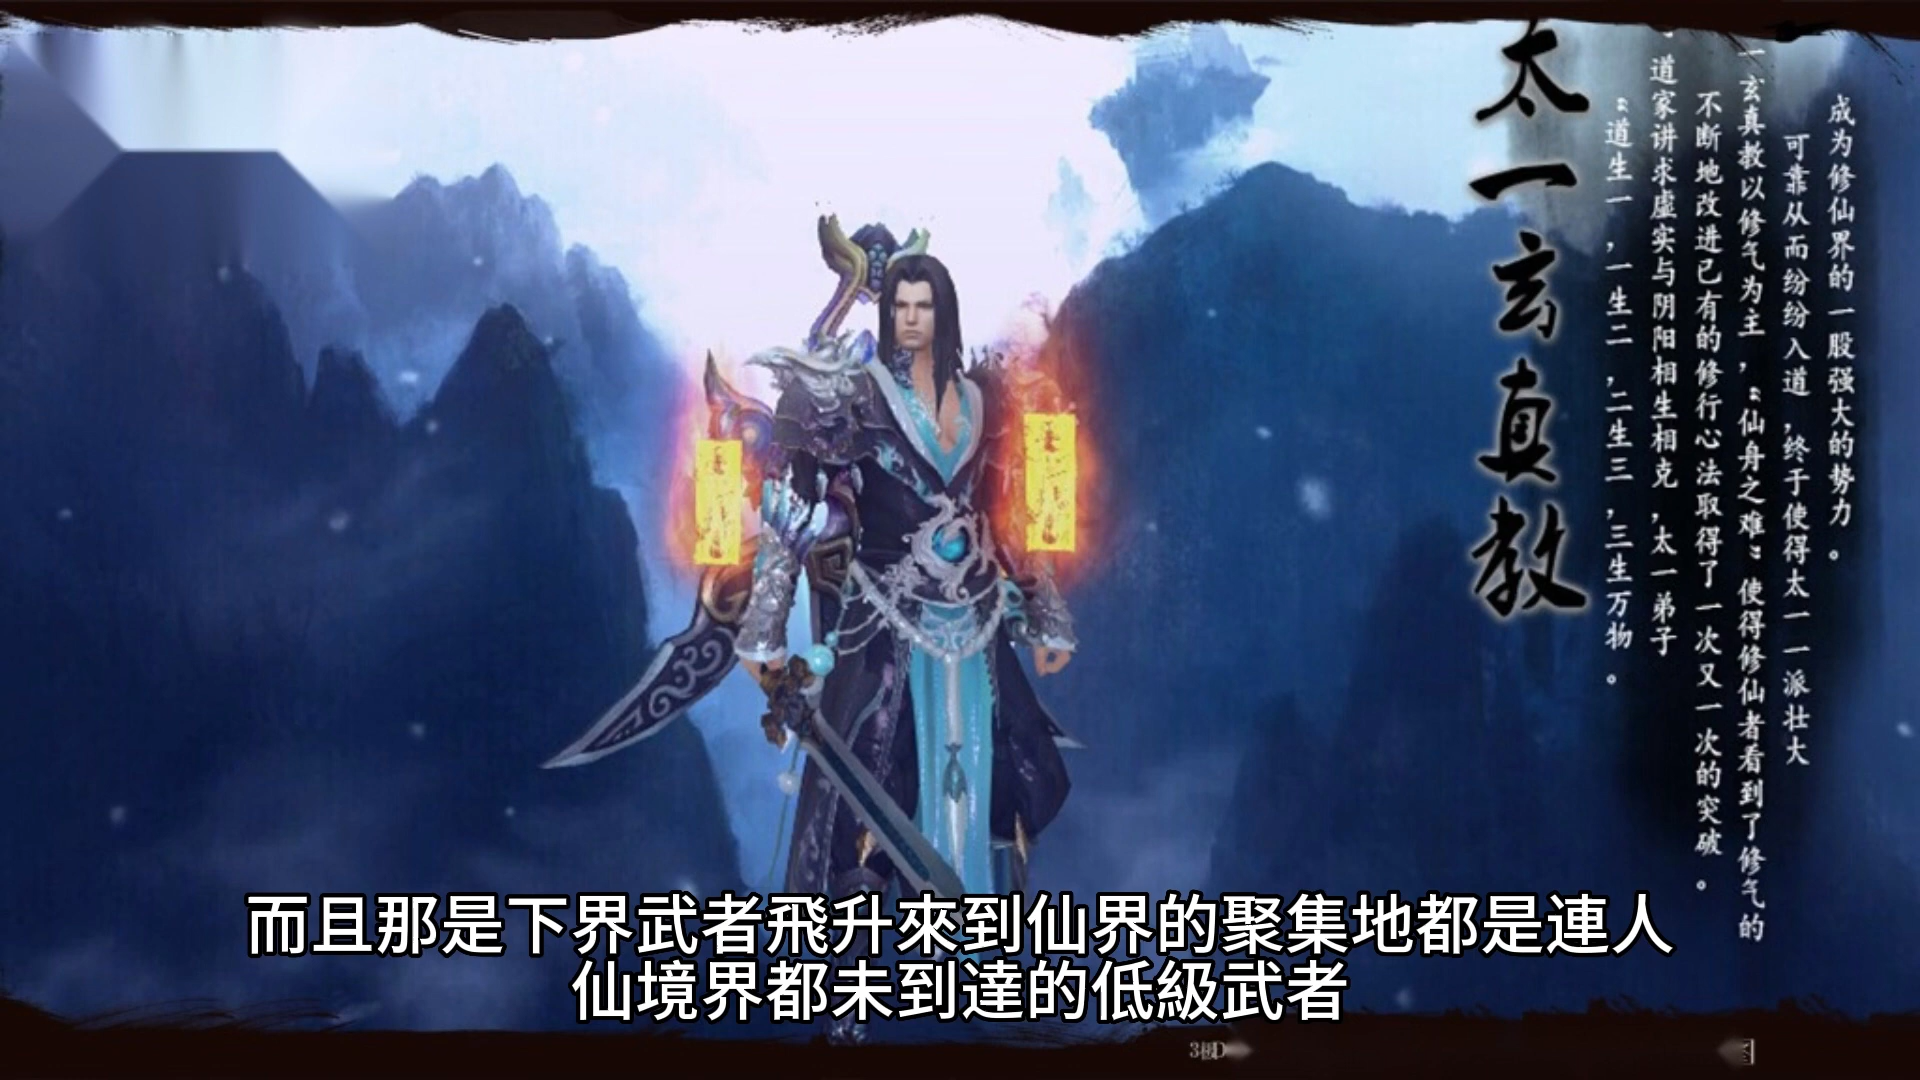 太一玄真教
“道生一，一生二，二生三，三生万物。
道家讲求虚实与阴阳相生相克，太一弟子
不断地改进已有的修行心法取得了一次又一次的突破。
一玄真教以修气为主，“仙身之难”使得修仙者看到了修气的
可靠从而纷纷入道，终于使得太一一派壮大
成为修仙界的一股强大的势力。
而且那是下界武者飛升來到仙界的聚集地都是連人
仙境界都未到達的低級武者